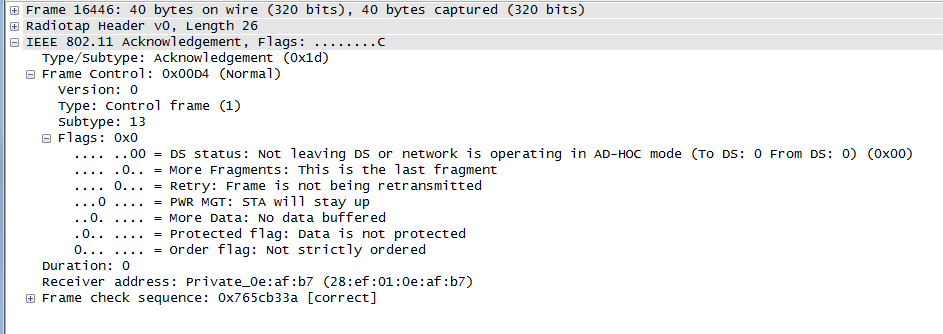 Frame 16446: 40 bytes on wire (320 bits), 40 bytes captured (320 bits)
Radiotap Header v0, Length 26
IEEE 802.11 Acknowledgement, Flags: ........C
Type/Subtype: Acknowledgement (0x1d)
Frame Control: 0x00D4 (Normal)
Version: 0
Type: Control frame (1)
Subtype: 13
Flags: 0x0
.... ..00 = DS status: Not leaving DS or network is operating in AD-HOC mode (To DS: 0 From DS: 0) (0x00)
.... .0.. = More Fragments: This is the last fragment
.... 0... = Retry: Frame is not being retransmitted
...0 .... = PWR MGT: STA will stay up
..0. .... = More Data: No data buffered
.0.. .... = Protected flag: Data is not protected
0... .... = Order flag: Not strictly ordered
Duration: 0
Receiver address: Private_0e:af:b7 (28:ef:01:0e:af:b7)
Frame check sequence: 0x765cb33a [correct]